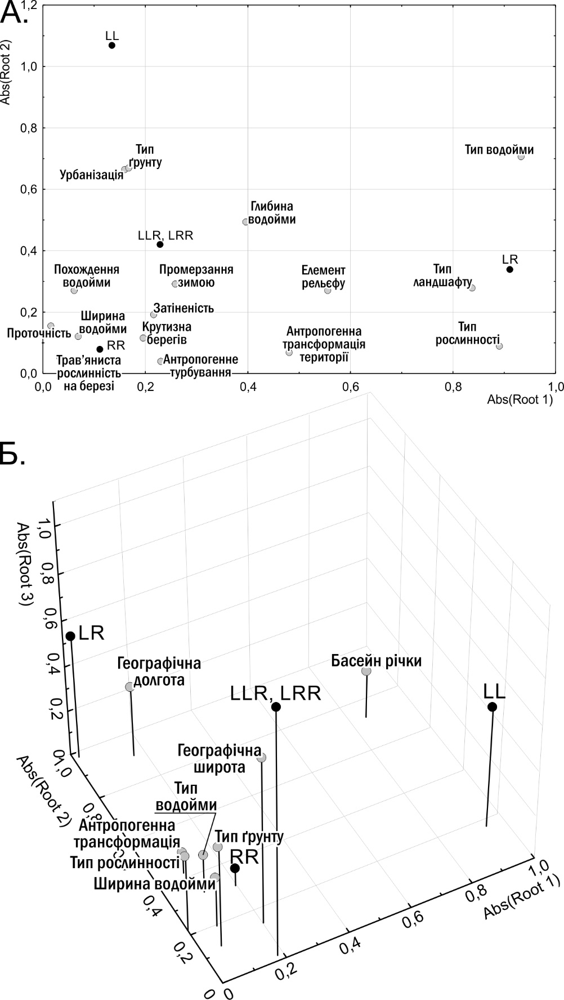 А.
1,2
Abs(Root 2)
LL
1,0
0,8
Тип
ґрунту
Урбанізація
Тип водойми
0,6
Глибина
водойми
LLR, LRR
0,4
LR
Похождення
водойми
Промерзання
зимою
Елемент
рельєфу
Тип
ландшафту
0,2
Затіненість
Ширина
водойми
Проточність
Крутизна
берегів
Антропогенна
трансформація
території
Тип
рослинності
RR
Трав’яниста
рослинність
на березі
Антропогенне
турбування
0,0
0,0
0,2
0,4
0,6
0,8
1,0
Abs(Root 1)
Б.
1,0
Abs(Root 3)
0,8
0,6
LR
0,4
Географічна
долгота
Басейн річки
LLR, LRR
LL
0,2
Географічна
широта
0
1,0
Abs(Root 2)
Тип
водойми
0,8
Антропогенна
трансформація
Тип ґрунту
RR
Тип рослинності
Ширина водойми
0,4
0,2
0
0
0,2
0,4
0,6
0,8
1,0
Abs(Root 1)